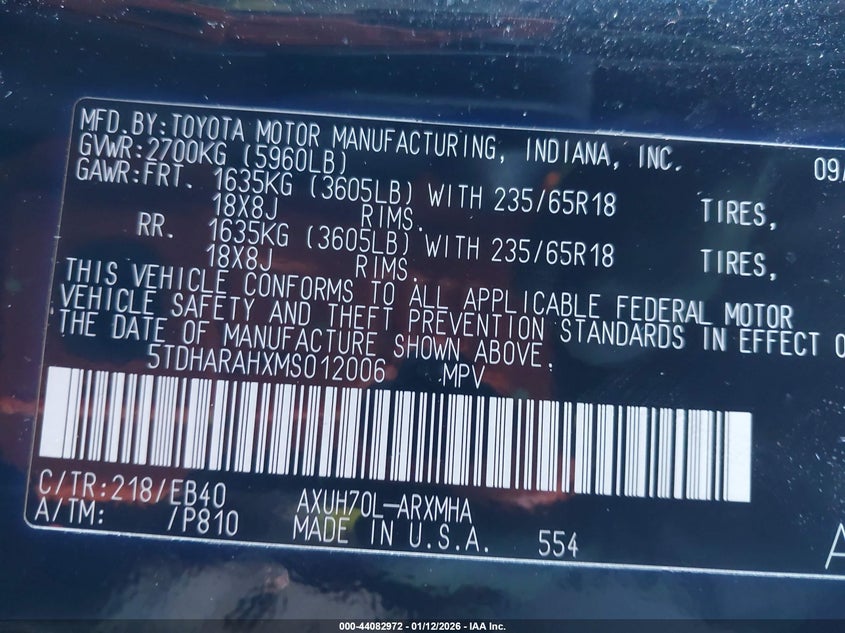 MFD.BY:TOYOTA MOTOR MANUFACTURING, INDIANA, INC. 09/
GVWR:2700KG (5960LB)
GAWR:FRT. 1635KG (3605LB) WITH 235/65R18 TIRES,
18X8J RIMS.
RR. 1635KG (3605LB) WITH 235/65R18 TIRES,
18X8J RIMS.
THIS VEHICLE CONFORMS TO ALL APPLICABLE FEDERAL MOTOR
VEHICLE SAFETY AND THEFT PREVENTION STANDARDS IN EFFECT O
THE DATE OF MANUFACTURE SHOWN ABOVE.
5TDHARAHXMS012006 MPV
C/TR:218/EB40 AXUH70L-ARXMHA
A/TM: /P810 MADE IN U.S.A. 554
A
000-44082972 - 01/12/2026 - IAA Inc.